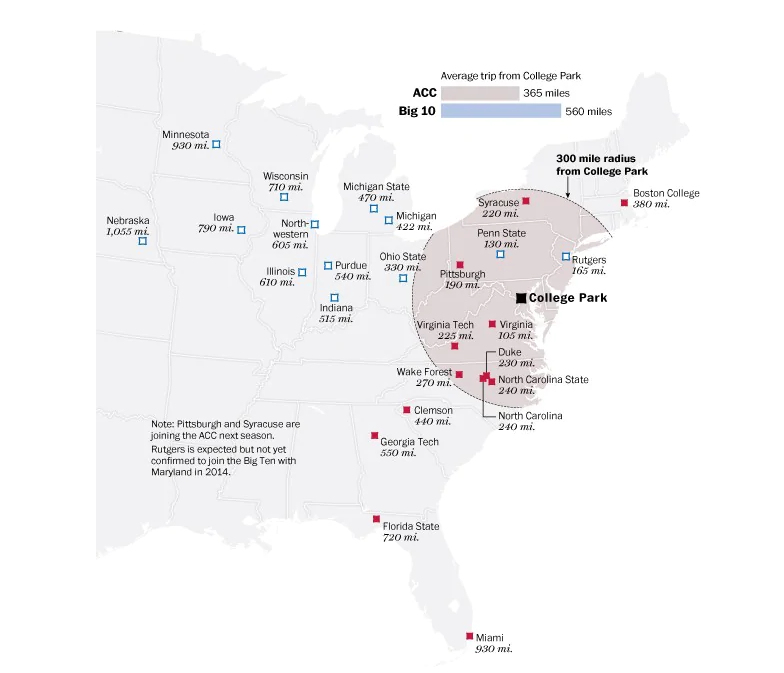 Average trip from College Park
ACC 365 miles
Big 10 560 miles
300 mile radius
from College Park
Minnesota
930 mi.
Wisconsin
710 mi.
Michigan State
470 mi.
Michigan
422 mi.
Nebraska
1,055 mi.
Iowa
790 mi.
North-
western
605 mi.
Illinois
610 mi.
Purdue
540 mi.
Indiana
515 mi.
Ohio State
330 mi.
Syracuse
220 mi.
Boston College
380 mi.
Penn State
130 mi.
Rutgers
165 mi.
Pittsburgh
190 mi.
College Park
Virginia Tech
225 mi.
Virginia
105 mi.
Duke
230 mi.
Wake Forest
270 mi.
North Carolina State
240 mi.
North Carolina
240 mi.
Clemson
440 mi.
Georgia Tech
550 mi.
Florida State
720 mi.
Miami
930 mi.
Note: Pittsburgh and Syracuse are
joining the ACC next season.
Rutgers is expected but not yet
confirmed to join the Big Ten with
Maryland in 2014.